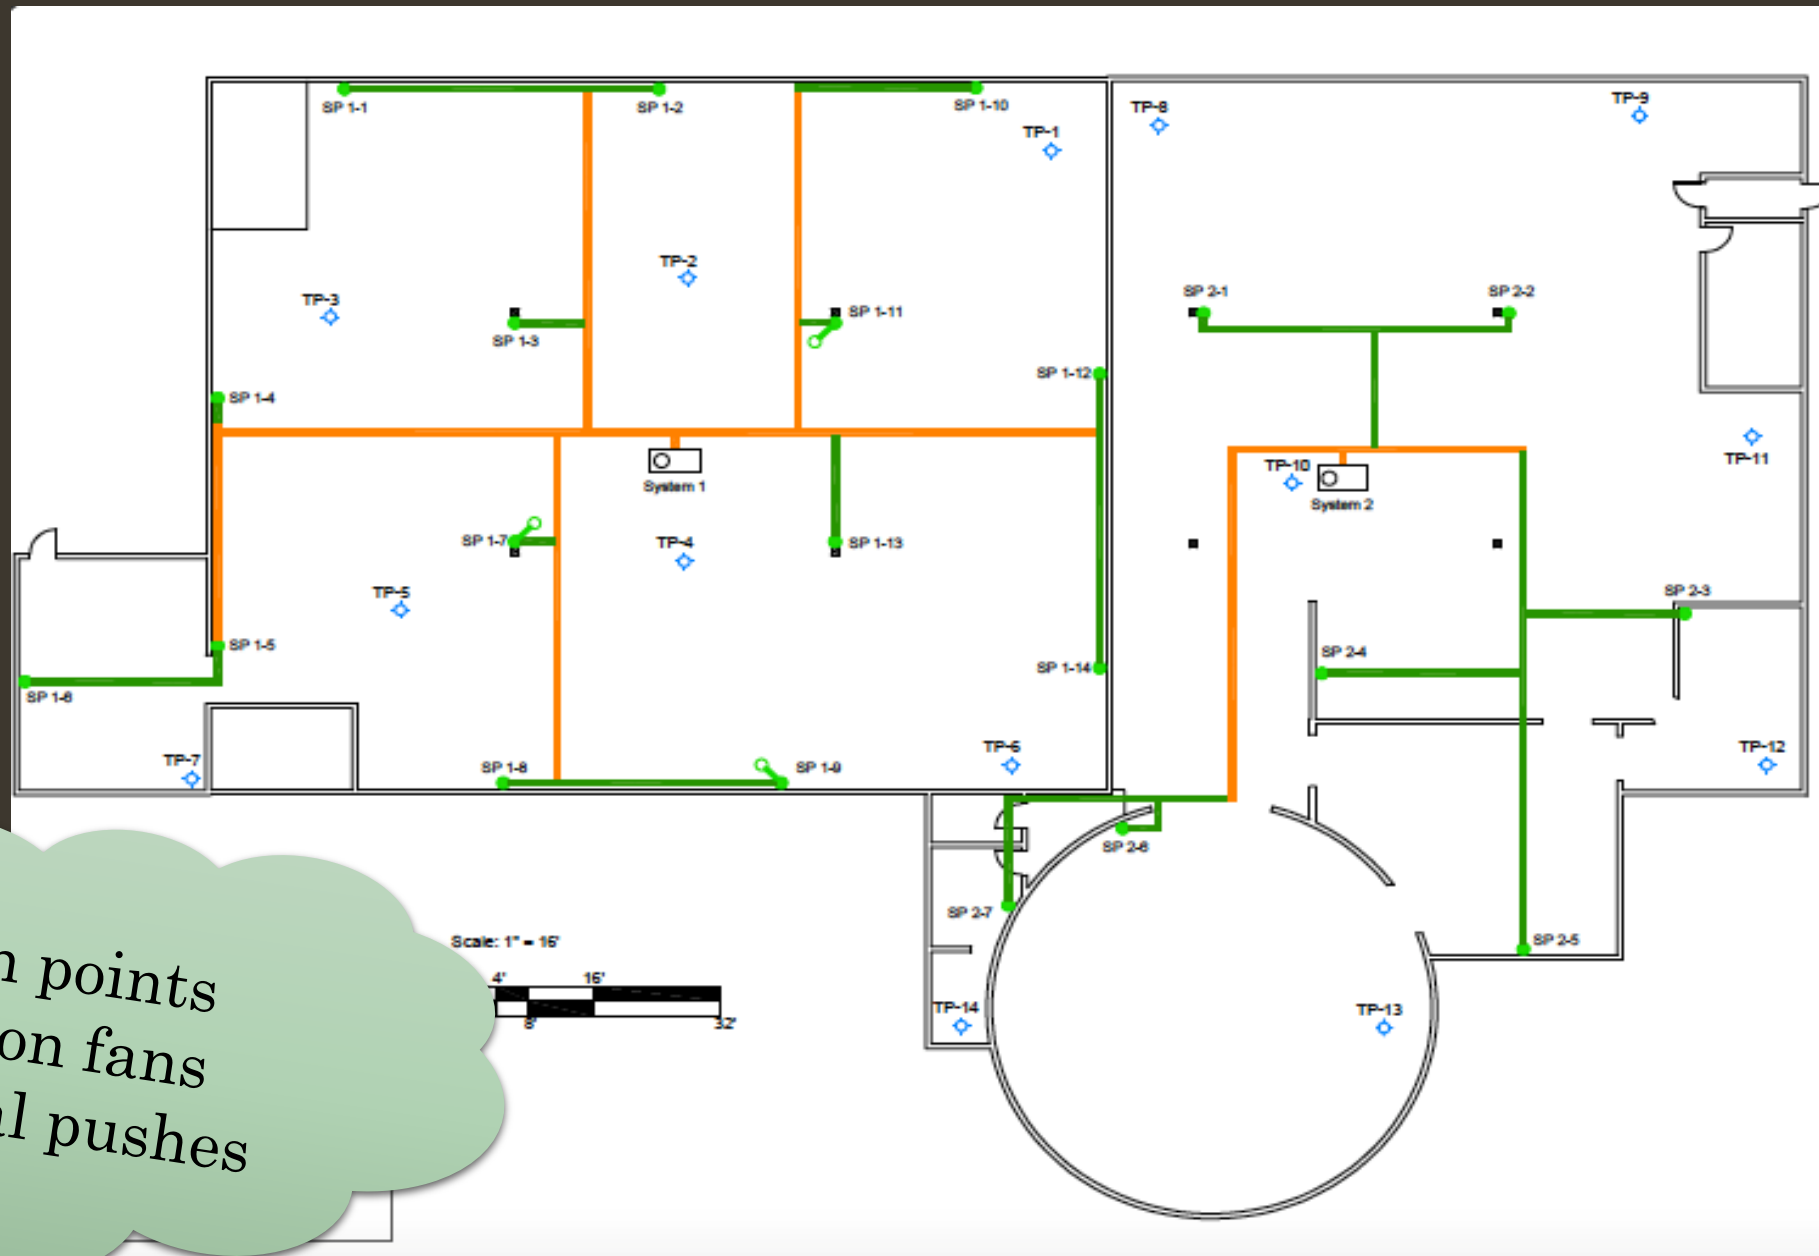 SP 1-1
SP 1-2
SP 1-10
TP-1
TP-8
TP-9
TP-2
TP-3
SP 1-3
SP 1-11
SP 2-1
SP 2-2
SP 1-4
SP 1-12
TP-10
TP-11
System 1
System 2
SP 1-7
TP-4
SP 1-13
TP-5
SP 2-3
SP 1-5
SP 2-4
SP 1-6
SP 1-14
TP-7
SP 1-8
SP 1-9
TP-6
TP-12
SP 2-6
SP 2-7
SP 2-5
Scale: 1" = 16'
4' 16'
8' 32'
TP-14
TP-13
points
on fans
pushes